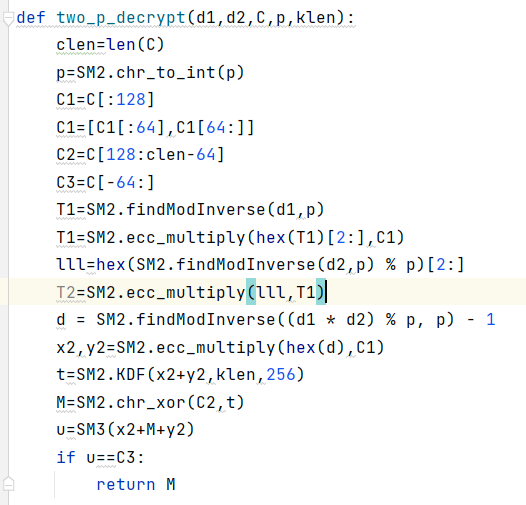 def two_p_decrypt(d1,d2,C,p,klen):
    clen=len(C)
    p=SM2.chr_to_int(p)
    C1=C[:128]
    C1=[C1[:64],C1[64:]]
    C2=C[128:clen-64]
    C3=C[-64:]
    T1=SM2.findModInverse(d1,p)
    T1=SM2.ecc_multiply(hex(T1)[2:],C1)
    lll=hex(SM2.findModInverse(d2,p) % p)[2:]
    T2=SM2.ecc_multiply(lll,T1)
    d = SM2.findModInverse((d1 * d2) % p, p) - 1
    x2,y2=SM2.ecc_multiply(hex(d),C1)
    t=SM2.KDF(x2+y2,klen,256)
    M=SM2.chr_xor(C2,t)
    u=SM3(x2+M+y2)
    if u==C3:
        return M